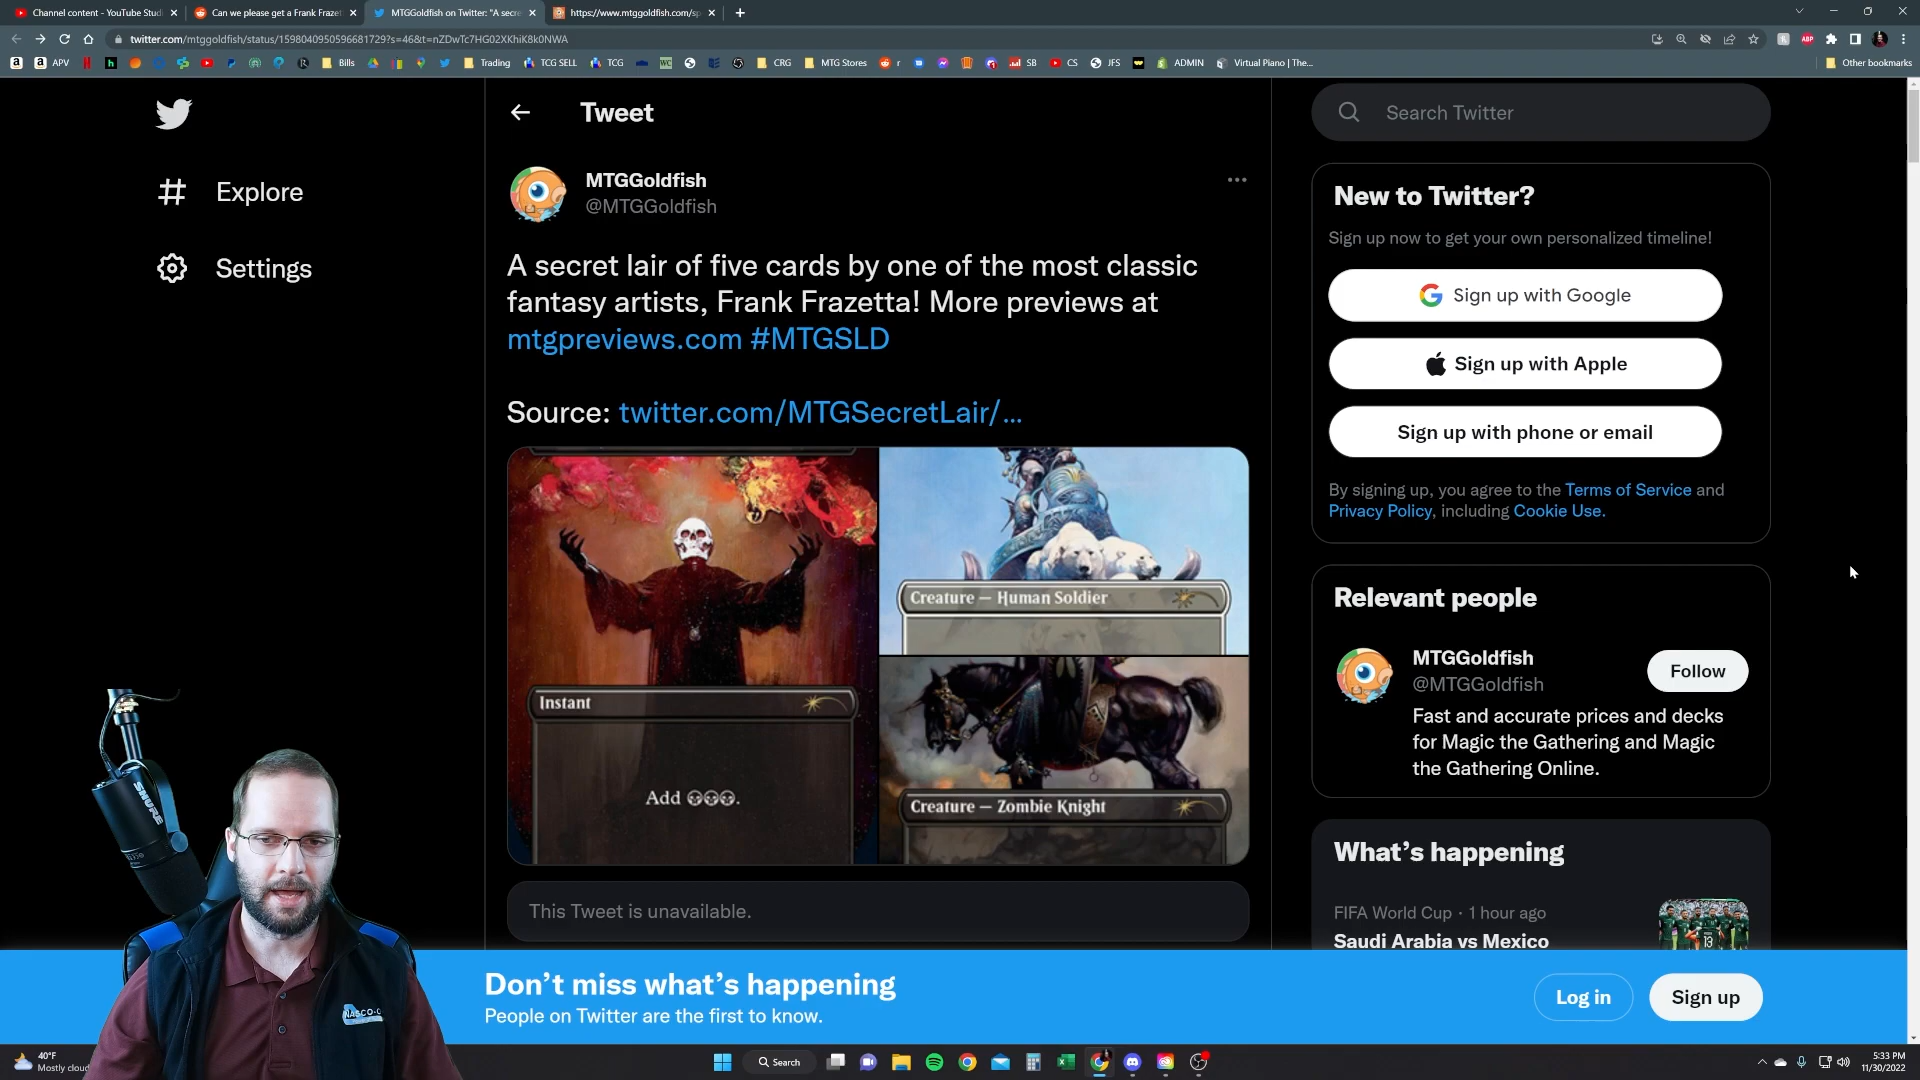 Channel content - YouTube Studi
Can we please get a Frank Frazet
MTGGoldfish on Twitter: "A secre
https://www.mtggoldfish.com/sp
twitter.com/mtggoldfish/status/1598040950596681729?s=46&t=nZDwTc7HG02XKhiK8k0NWA
APV
Bills
Trading
TCG SELL
TCG
CRG
MTG Stores
r
SB
CS
JFS
ADMIN
Virtual Piano | The...
Other bookmarks
Explore
Settings
Tweet
MTGGoldfish
@MTGGoldfish
A secret lair of five cards by one of the most classic
fantasy artists, Frank Frazetta! More previews at
mtgpreviews.com #MTGSLD
Source: twitter.com/MTGSecretLair/...
Instant
Add
Creature — Human Soldier
Creature — Zombie Knight
This Tweet is unavailable.
Search Twitter
New to Twitter?
Sign up now to get your own personalized timeline!
Sign up with Google
Sign up with Apple
Sign up with phone or email
By signing up, you agree to the Terms of Service and
Privacy Policy, including Cookie Use.
Relevant people
MTGGoldfish
@MTGGoldfish
Follow
Fast and accurate prices and decks
for Magic the Gathering and Magic
the Gathering Online.
What's happening
FIFA World Cup · 1 hour ago
Saudi Arabia vs Mexico
Don't miss what's happening
People on Twitter are the first to know.
Log in
Sign up
SHURE
40°F
Mostly cloud
Search
5:33 PM
11/30/2022